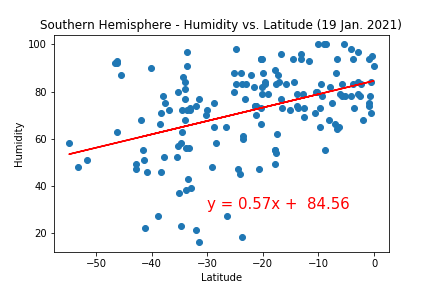 Southern Hemisphere - Humidity vs. Latitude (19 Jan. 2021)
100
80
60
40
20
Humidity
y = 0.57x + 84.56
−50 −40 −30 −20 −10 0
Latitude